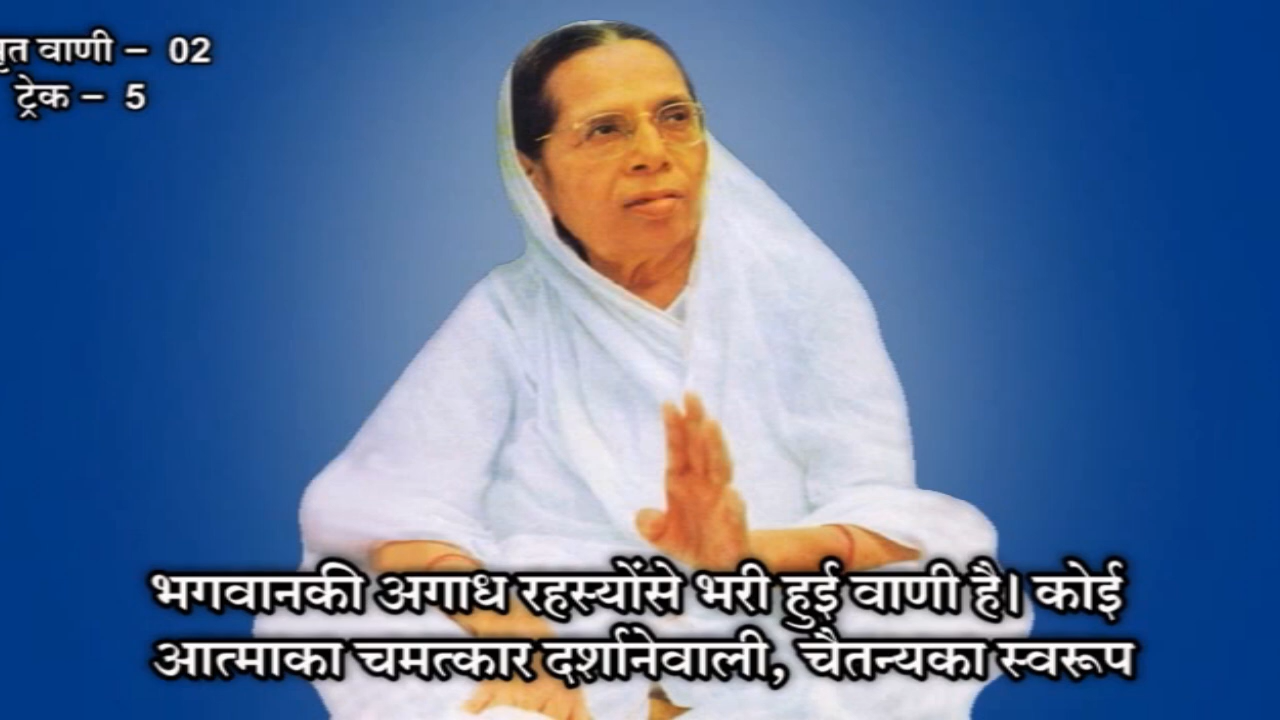 वाणी – 02
ट्रेक – 5
भगवानकी अगाध रहस्योंसे भरी हुई वाणी है। कोई
आत्माका चमत्कार दर्शानेवाली, चैतन्यका स्वरूप